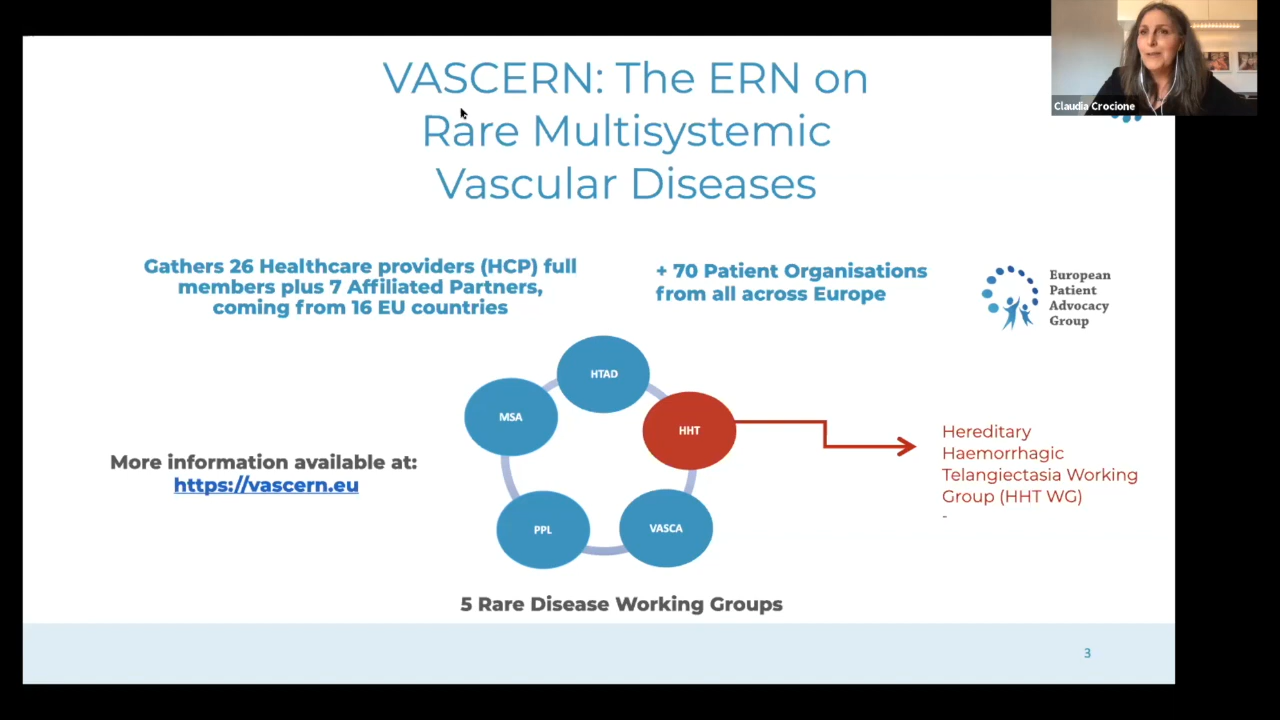 VASCERN: The ERN on
Rare Multisystemic
Vascular Diseases
Claudia Crocione
Gathers 26 Healthcare providers (HCP) full
members plus 7 Affiliated Partners,
coming from 16 EU countries
+ 70 Patient Organisations
from all across Europe
European
Patient
Advocacy
Group
HTAD
MSA
HHT
PPL
VASCA
Hereditary
Haemorrhagic
Telangiectasia Working
Group (HHT WG)
-
More information available at:
https://vascern.eu
5 Rare Disease Working Groups
3